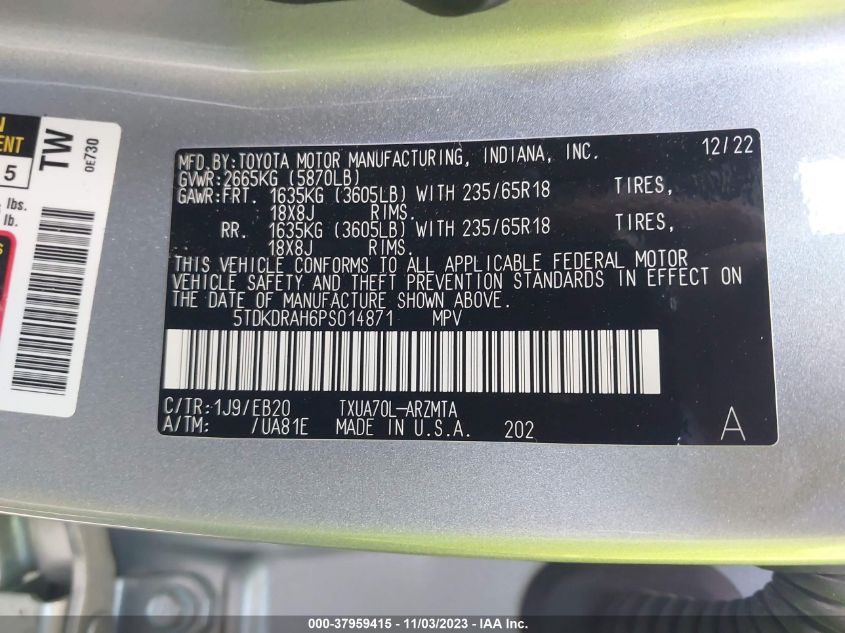 N
ENT
5
lbs.
lb.
TW
0E730
MFD.BY:TOYOTA MOTOR MANUFACTURING, INDIANA, INC. 12/22
GVWR:2665KG (5870LB)
GAWR:FRT. 1635KG (3605LB) WITH 235/65R18 TIRES,
18X8J RIMS.
RR. 1635KG (3605LB) WITH 235/65R18 TIRES,
18X8J RIMS.
THIS VEHICLE CONFORMS TO ALL APPLICABLE FEDERAL MOTOR
VEHICLE SAFETY AND THEFT PREVENTION STANDARDS IN EFFECT ON
THE DATE OF MANUFACTURE SHOWN ABOVE.
5TDKDRAH6PS014871 MPV
C/TR:1J9/EB20 TXUA70L-ARZMTA
A/TM: /UA81E MADE IN U.S.A. 202 A
000-37959415 - 11/03/2023 - IAA Inc.